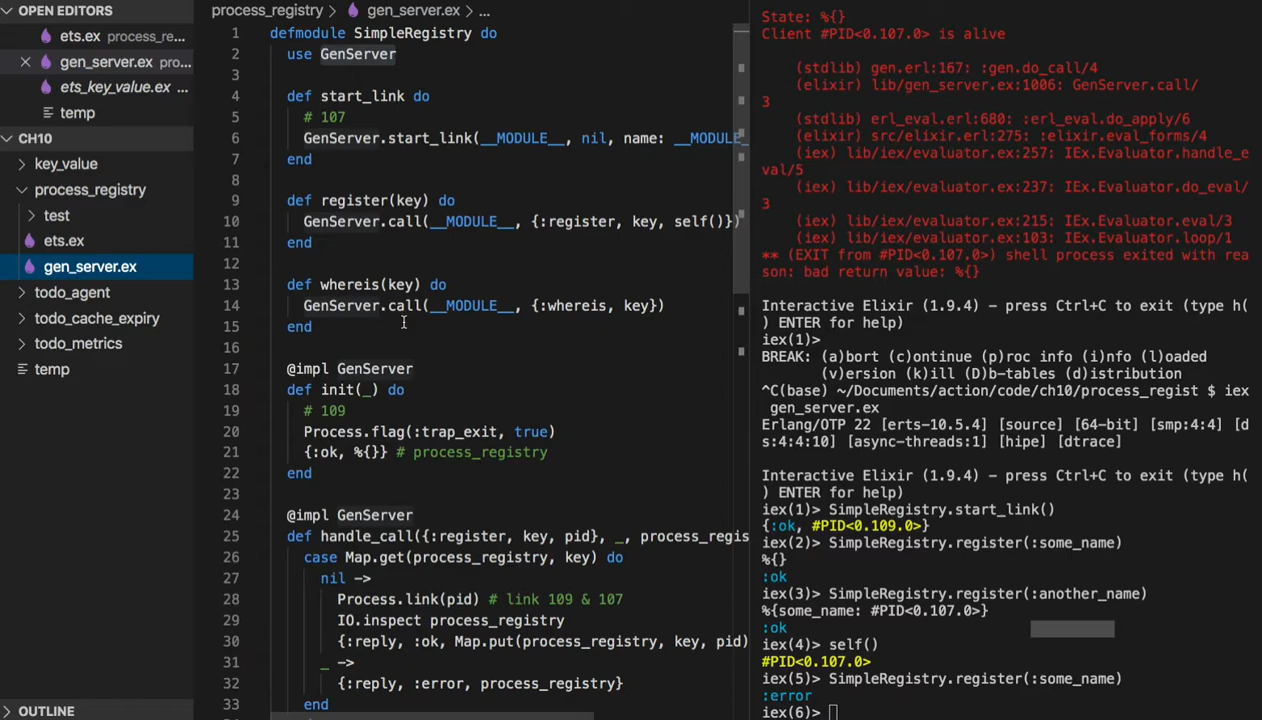 OPEN EDITORS
ets.ex process_re...
gen_server.ex pro...
ets_key_value.ex ...
temp
CH10
key_value
process_registry
test
ets.ex
gen_server.ex
todo_agent
todo_cache_expiry
todo_metrics
temp
OUTLINE
process_registry > gen_server.ex > ...
1 defmodule SimpleRegistry do
2 use GenServer
3
4 def start_link do
5 # 107
6 GenServer.start_link(__MODULE__, nil, name: __MODULE_
7 end
8
9 def register(key) do
10 GenServer.call(__MODULE__, {:register, key, self()})
11 end
12
13 def whereis(key) do
14 GenServer.call(__MODULE__, {:whereis, key})
15 end
16
17 @impl GenServer
18 def init(_) do
19 # 109
20 Process.flag(:trap_exit, true)
21 {:ok, %{}} # process_registry
22 end
23
24 @impl GenServer
25 def handle_call({:register, key, pid}, _, process_regis
26 case Map.get(process_registry, key) do
27 nil ->
28 Process.link(pid) # link 109 & 107
29 IO.inspect process_registry
30 {:reply, :ok, Map.put(process_registry, key, pid)
31 _ ->
32 {:reply, :error, process_registry}
33 end
State: %{}
Client #PID<0.107.0> is alive
(stdlib) gen.erl:167: :gen.do_call/4
(elixir) lib/gen_server.ex:1006: GenServer.call/
3
(stdlib) erl_eval.erl:680: :erl_eval.do_apply/6
(elixir) src/elixir.erl:275: :elixir.eval_forms/4
(iex) lib/iex/evaluator.ex:257: IEx.Evaluator.handle_e
val/5
(iex) lib/iex/evaluator.ex:237: IEx.Evaluator.do_eval/
3
(iex) lib/iex/evaluator.ex:215: IEx.Evaluator.eval/3
(iex) lib/iex/evaluator.ex:103: IEx.Evaluator.loop/1
** (EXIT from #PID<0.107.0>) shell process exited with rea
son: bad return value: %{}
Interactive Elixir (1.9.4) - press Ctrl+C to exit (type h(
) ENTER for help)
iex(1)>
BREAK: (a)bort (c)ontinue (p)roc info (i)nfo (l)oaded
(v)ersion (k)ill (D)b-tables (d)istribution
^C(base) ~/Documents/action/code/ch10/process_regist $ iex
gen_server.ex
Erlang/OTP 22 [erts-10.5.4] [source] [64-bit] [smp:4:4] [d
s:4:4:10] [async-threads:1] [hipe] [dtrace]
Interactive Elixir (1.9.4) - press Ctrl+C to exit (type h(
) ENTER for help)
iex(1)> SimpleRegistry.start_link()
{:ok, #PID<0.109.0>}
iex(2)> SimpleRegistry.register(:some_name)
%{}
:ok
iex(3)> SimpleRegistry.register(:another_name)
%{some_name: #PID<0.107.0>}
:ok
iex(4)> self()
#PID<0.107.0>
iex(5)> SimpleRegistry.register(:some_name)
:error
iex(6)>